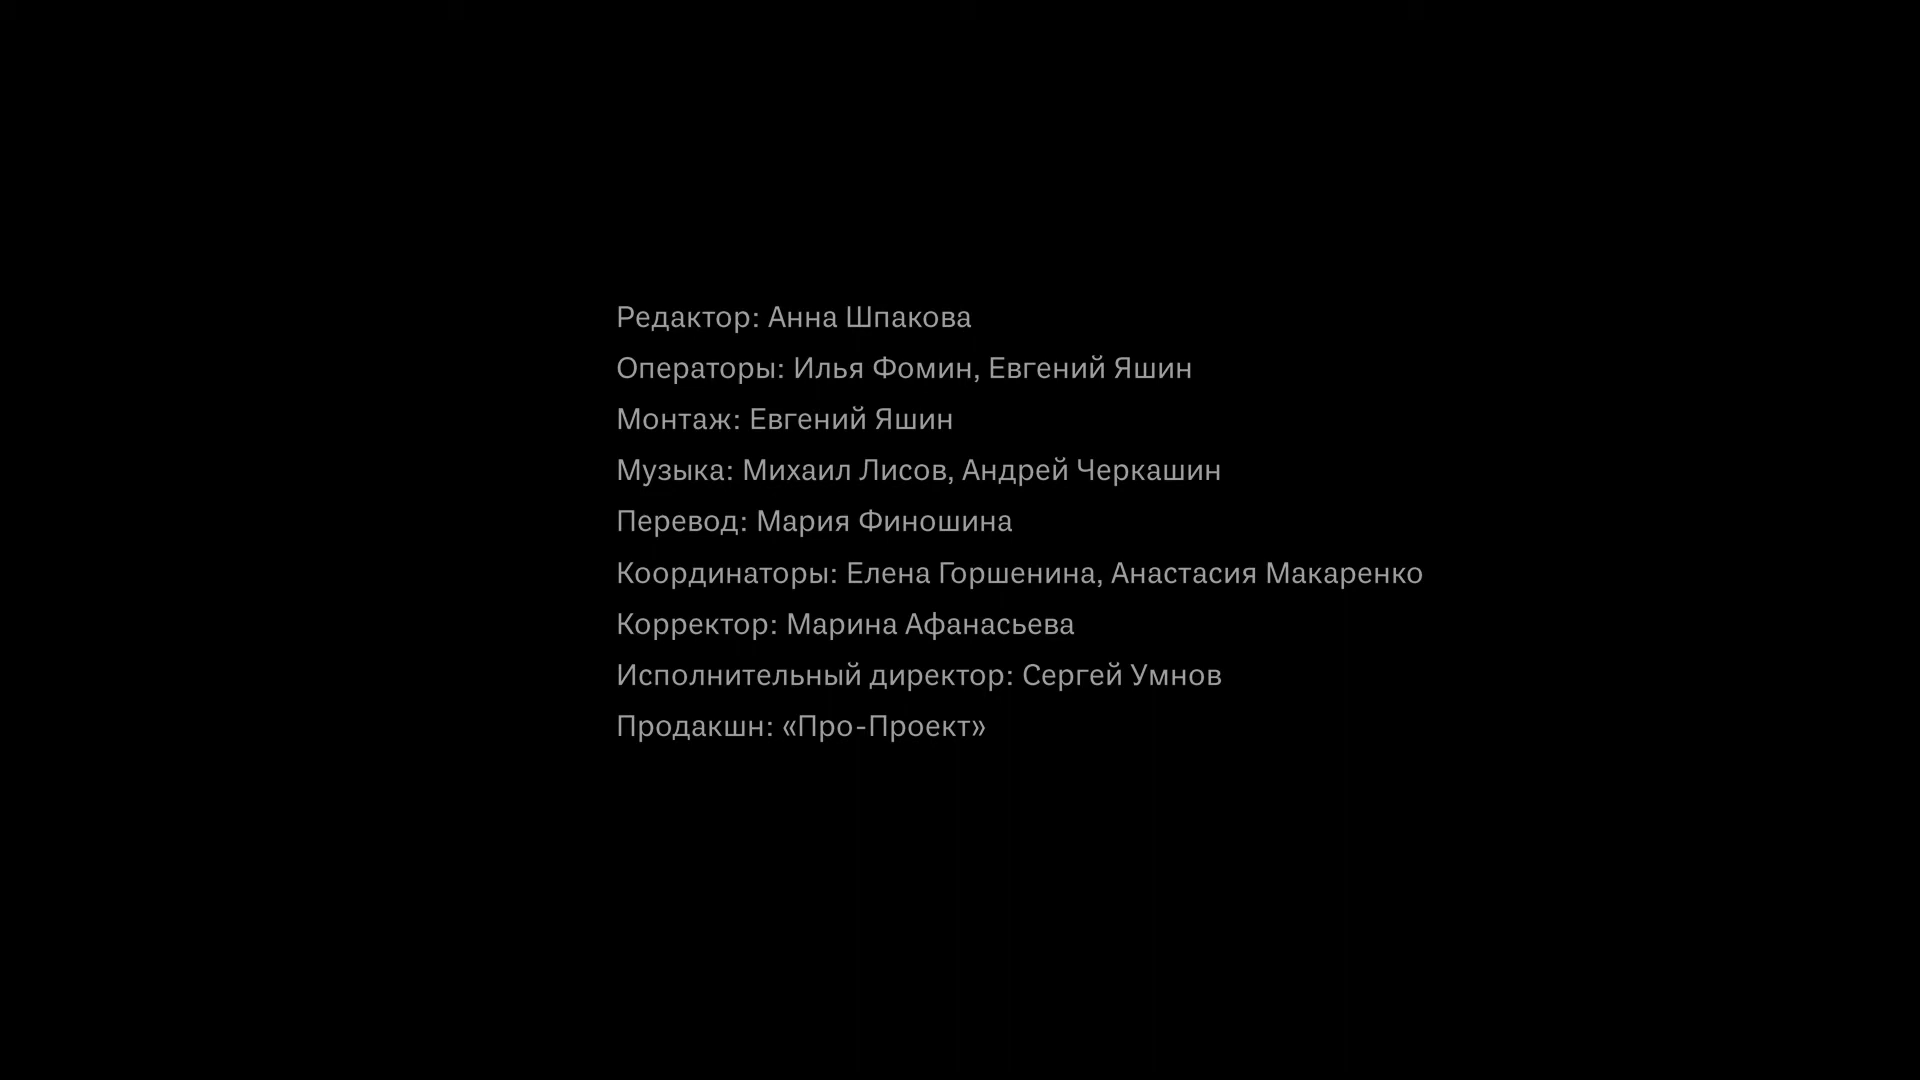 Редактор: Анна Шпакова
Операторы: Илья Фомин, Евгений Яшин
Монтаж: Евгений Яшин
Музыка: Михаил Лисов, Андрей Черкашин
Перевод: Мария Финошина
Координаторы: Елена Горшенина, Анастасия Макаренко
Корректор: Марина Афанасьева
Исполнительный директор: Сергей Умнов
Продакшн: «Про-Проект»